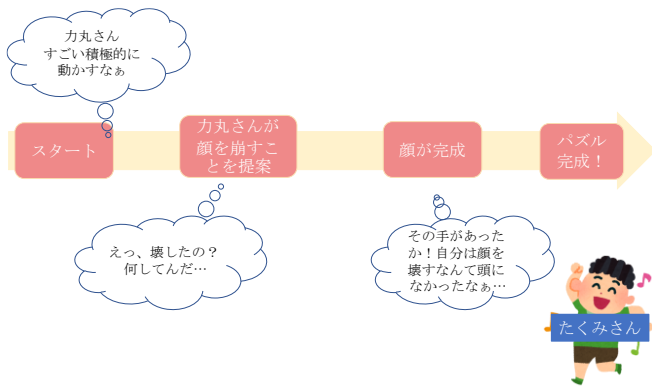 力丸さん
すごい積極的に
動かすなぁ
スタート
力丸さんが
顔を崩すこ
とを提案
顔が完成
パズル
完成！
えっ、壊したの？
何してんだ…
その手があった
か！自分は顔を
壊すなんて頭に
なかったなぁ…
たくみさん